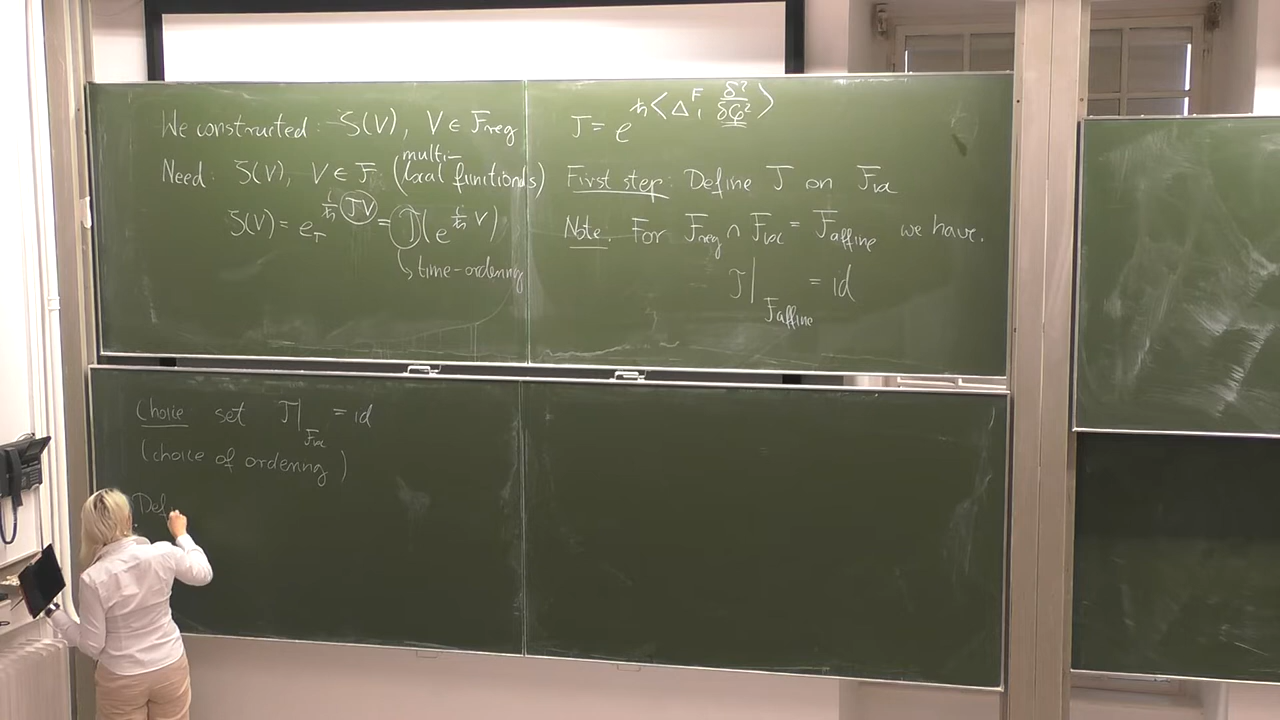 We constructed: S(V), V ∈ F_reg
Need: S(V), V ∈ F (multi-local functionals)
S(V) = e_T^{i/ħ TV} = T(e^{i/ħ V})
↳ time-ordering
T = e^{ħ⟨Δ^F, δ²/δφ²⟩}
First step: Define T on F_loc
Note: For F_reg ∩ F_loc = F_affine we have.
T|_{F_affine} = id
Choice set T|_{F_loc} = id
(choice of ordering)
Def